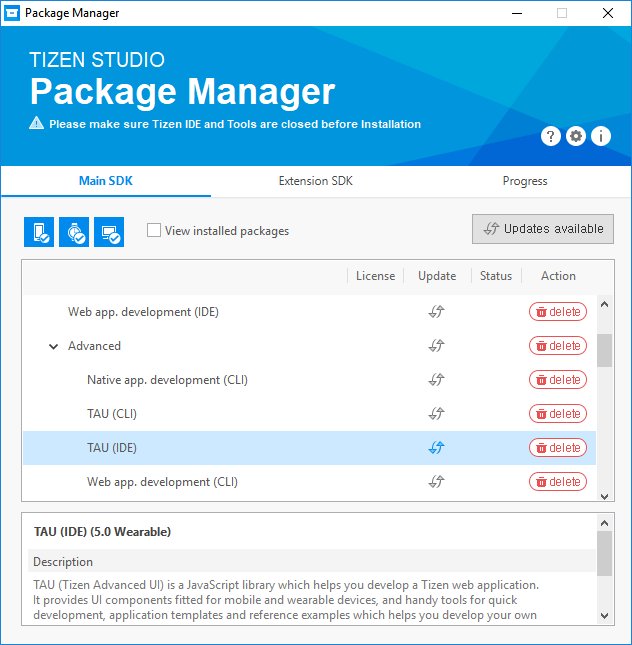 Package Manager
TIZEN STUDIO
Package Manager
Please make sure Tizen IDE and Tools are closed before Installation
? i
Main SDK Extension SDK Progress
View installed packages Updates available
License Update Status Action
Web app. development (IDE) delete
Advanced delete
Native app. development (CLI) delete
TAU (CLI) delete
TAU (IDE) delete
Web app. development (CLI) delete
TAU (IDE) (5.0 Wearable)
Description
TAU (Tizen Advanced UI) is a JavaScript library which helps you develop a Tizen web application.
It provides UI components fitted for mobile and wearable devices, and handy tools for quick
development, application templates and reference examples which helps you develop your own